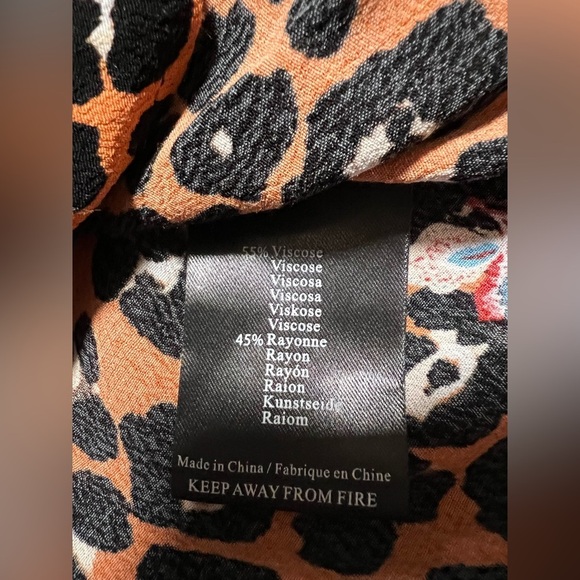 55% Viscose
Viscose
Viscosa
Viscosa
Viskose
Viscose
45% Rayonne
Rayon
Rayón
Raion
Kunstseide
Raiom
Made in China / Fabrique en Chine
KEEP AWAY FROM FIRE